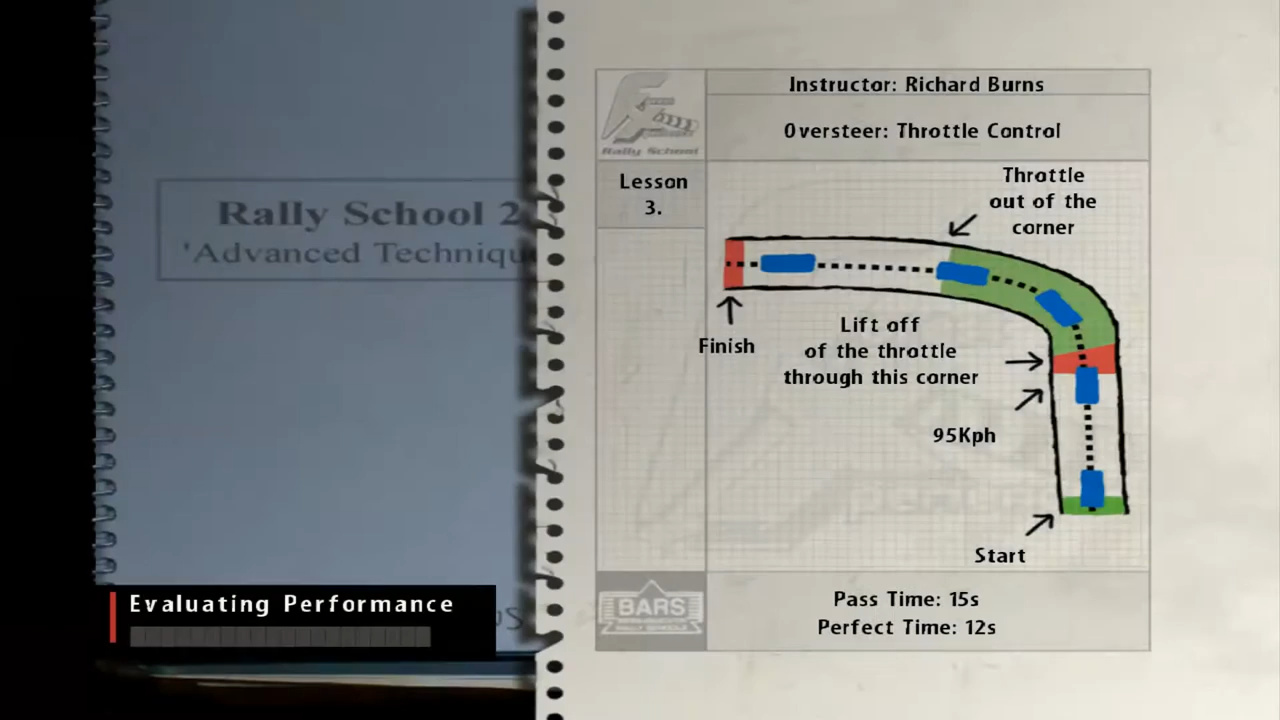 Rally School 2
'Advanced Techniqu
Evaluating Performance
Rally School
Instructor: Richard Burns
Oversteer: Throttle Control
Lesson
3.
Throttle
out of the
corner
Finish
Lift off
of the throttle
through this corner
95Kph
Start
BARS
Pass Time: 15s
Perfect Time: 12s